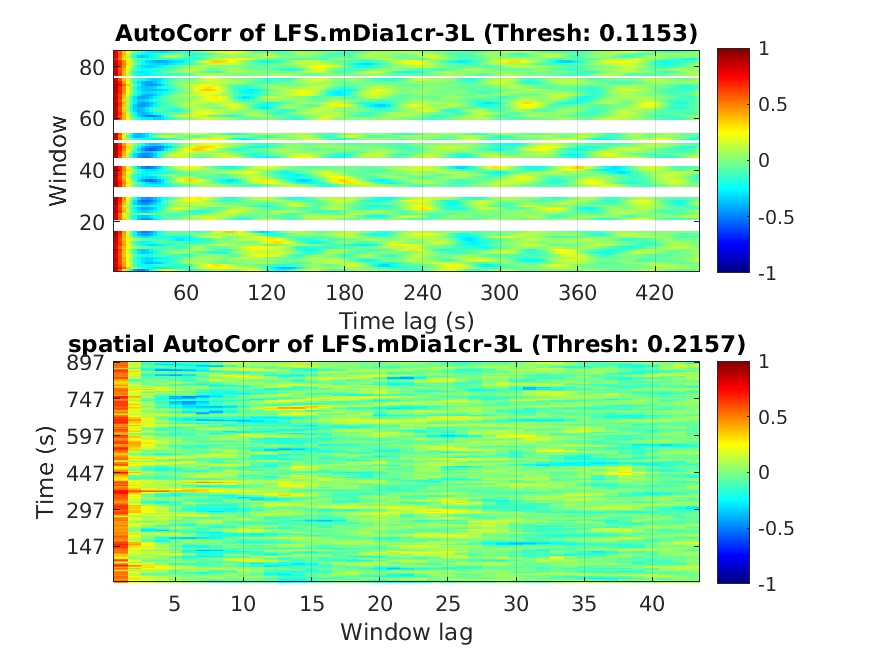 AutoCorr of LFS.mDia1cr-3L (Thresh: 0.1153)
80
60
40
20
Window
60 120 180 240 300 360 420
Time lag (s)
1
0.5
0
-0.5
-1
spatial AutoCorr of LFS.mDia1cr-3L (Thresh: 0.2157)
897
747
597
447
297
147
Time (s)
5 10 15 20 25 30 35 40
Window lag
1
0.5
0
-0.5
-1